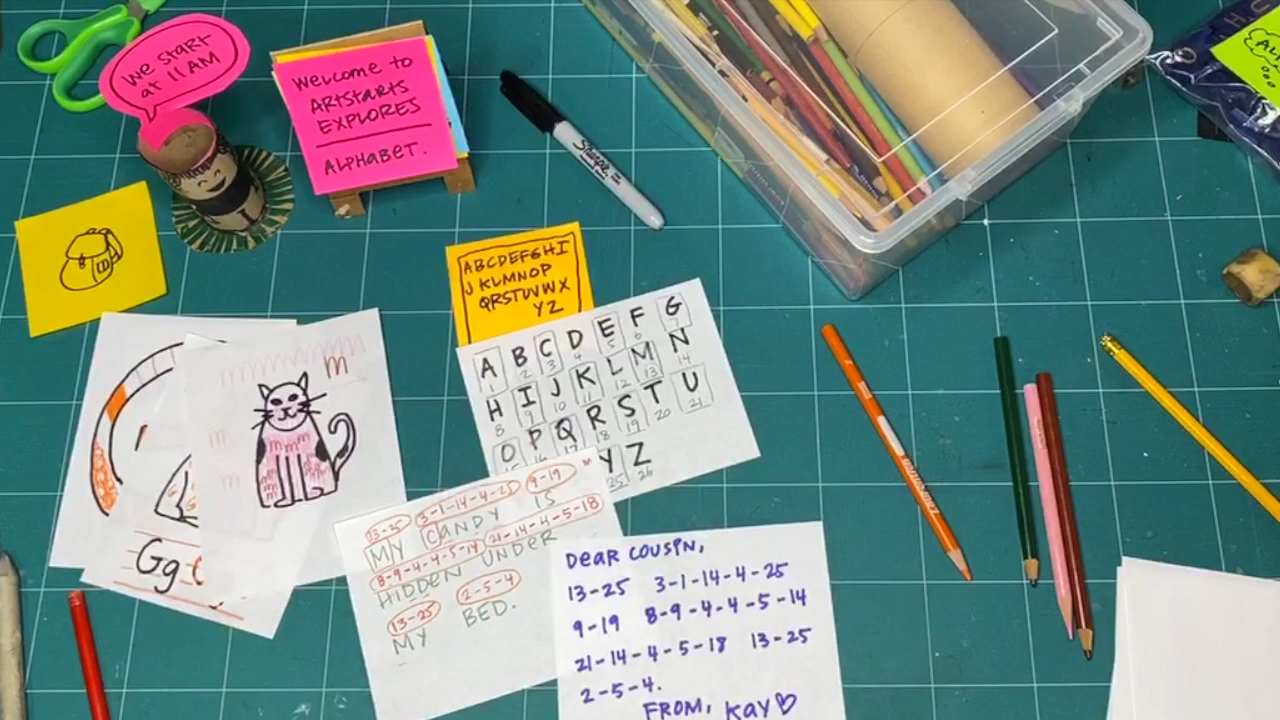 WE START
at 11AM
Welcome to
ARTSTARTS
EXPLORES
ALPHABET.
Sharpie
ABCDEFGHI
JKLMNOP
QRSTUVWX
YZ
A B C D E F G
1 2 3 4 5 6 7
H I J K L M N
8 9 10 11 12 13 14
O P Q R S T U
15 16 17 18 19 20 21
Y Z
25 26
m
Gg
13-25 3-1-14-4-25 9-19
MY CANDY IS
8-9-4-4-5-14 21-14-4-5-18
HIDDEN UNDER
13-25 2-5-4
MY BED.
DEAR COUSIN,
13-25 3-1-14-4-25
9-19 8-9-4-4-5-14
21-14-4-5-18 13-25
2-5-4.
FROM, KAY♡